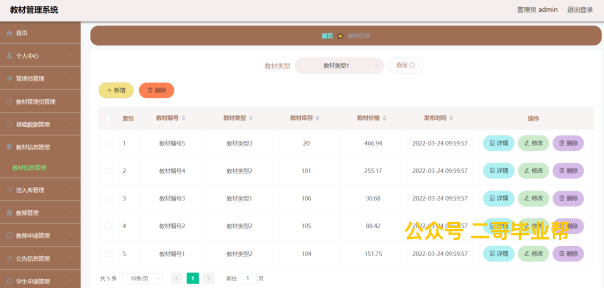 教材管理系统
管理员 admin 退出登录
首页
个人中心
管理员管理
教材管理员管理
基础数据管理
教材信息管理
教材信息管理
出入库管理
教师管理
教师申请管理
公告信息管理
学生申请管理
首页 教材信息
教材类型 教材类型1 查询
+ 新增 删除
索引 教材编号 教材类型 教材库存 教材价格 发布时间 操作
1 教材编号5 教材类型3 20 466.94 2022-03-24 09:59:57 详情 修改 删除
2 教材编号4 教材类型2 101 255.17 2022-03-24 09:59:57 详情 修改 删除
3 教材编号3 教材类型1 106 30.68 2022-03-24 09:59:57 详情 修改 删除
4 教材编号2 教材类型2 105 88.42 2022-03-24 09:59:57 详情 修改 删除
5 教材编号1 教材类型2 104 151.75 2022-03-24 09:59:57 详情 修改 删除
公众号 二哥毕业帮
共 5 条 10条/页 1 前往 1 页